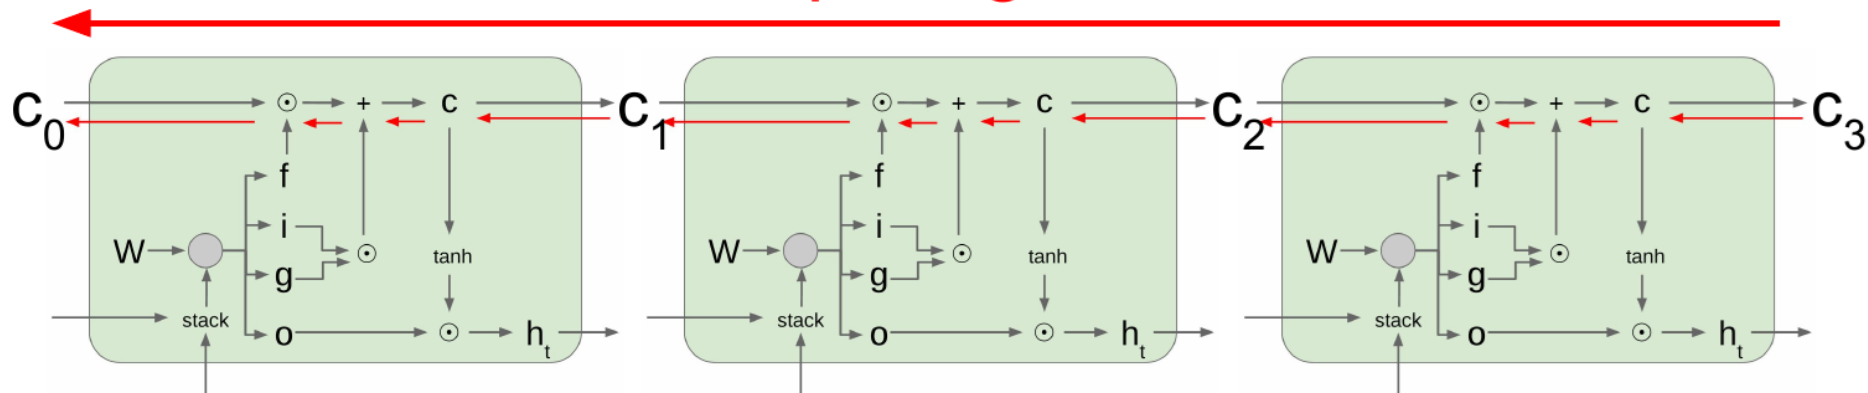 C0 ⊙ + c C1 ⊙ + c C2 ⊙ + c C3
f f f
i i i
W ⊙ tanh W ⊙ tanh W ⊙ tanh
g g g
stack stack stack
o ⊙ ht o ⊙ ht o ⊙ ht